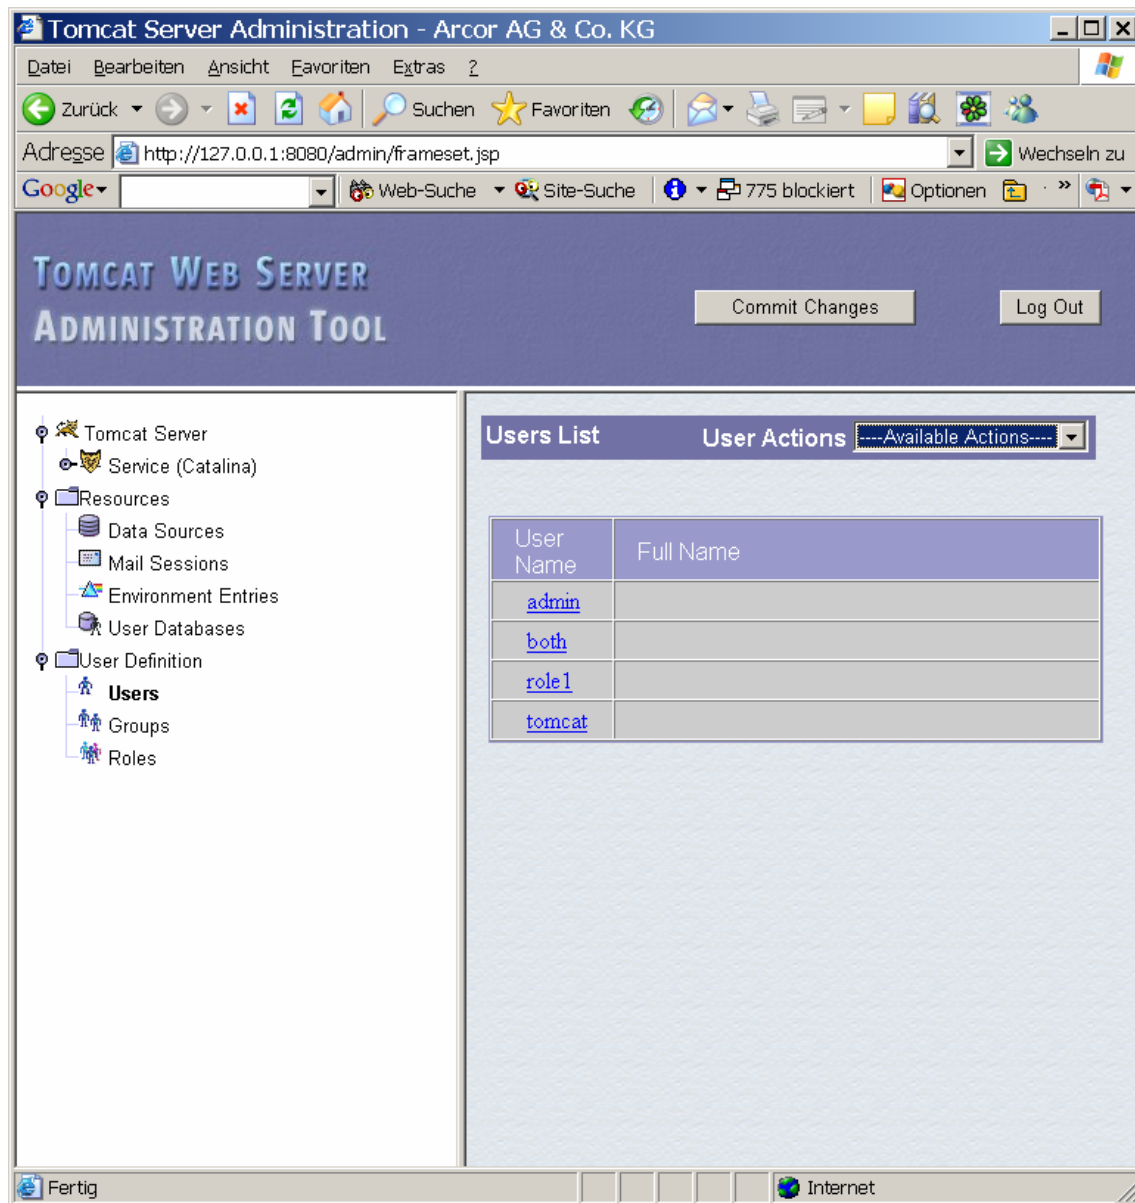 Tomcat Server Administration - Arcor AG & Co. KG
Datei Bearbeiten Ansicht Favoriten Extras ?
Zurück Suchen Favoriten
Adresse http://127.0.0.1:8080/admin/frameset.jsp Wechseln zu
Google Web-Suche Site-Suche 775 blockiert Optionen »
TOMCAT WEB SERVER
ADMINISTRATION TOOL
Commit Changes Log Out
Tomcat Server
Service (Catalina)
Resources
Data Sources
Mail Sessions
Environment Entries
User Databases
User Definition
Users
Groups
Roles
Users List User Actions ----Available Actions----
User Name Full Name
admin
both
role1
tomcat
Fertig Internet